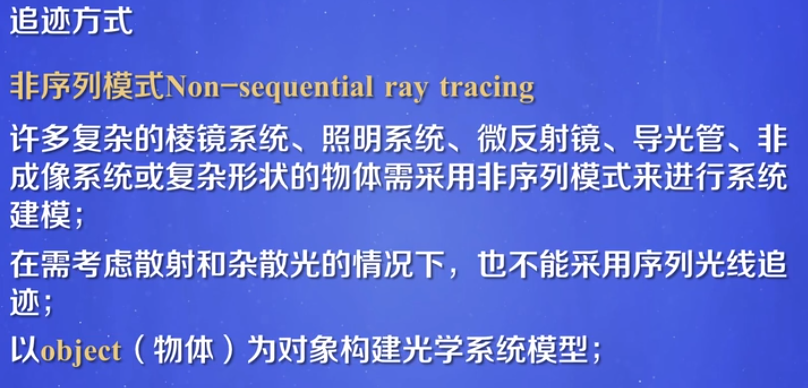 追迹方式
非序列模式Non-sequential ray tracing
许多复杂的棱镜系统、照明系统、微反射镜、导光管、非
成像系统或复杂形状的物体需采用非序列模式来进行系统
建模；
在需考虑散射和杂散光的情况下，也不能采用序列光线追
迹；
以object（物体）为对象构建光学系统模型；